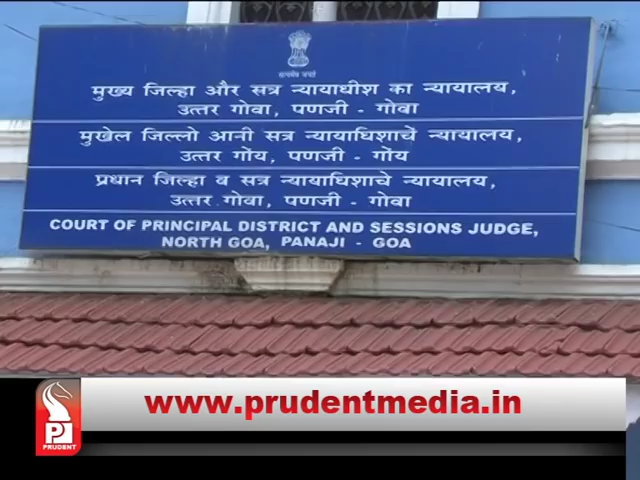 सत्यमेव जयते
मुख्य जिल्हा और सत्र न्यायाधीश का न्यायालय,
उत्तर गोवा, पणजी - गोवा
मुखेल जिल्लो आनी सत्र न्यायाधिशाचें न्यायालय,
उत्तर गोंय, पणजी - गोंय
प्रधान जिल्हा व सत्र न्यायाधिशाचे न्यायालय,
उत्तर गोवा, पणजी - गोवा
COURT OF PRINCIPAL DISTRICT AND SESSIONS JUDGE,
NORTH GOA, PANAJI - GOA
www.prudentmedia.in
P
PRUDENT